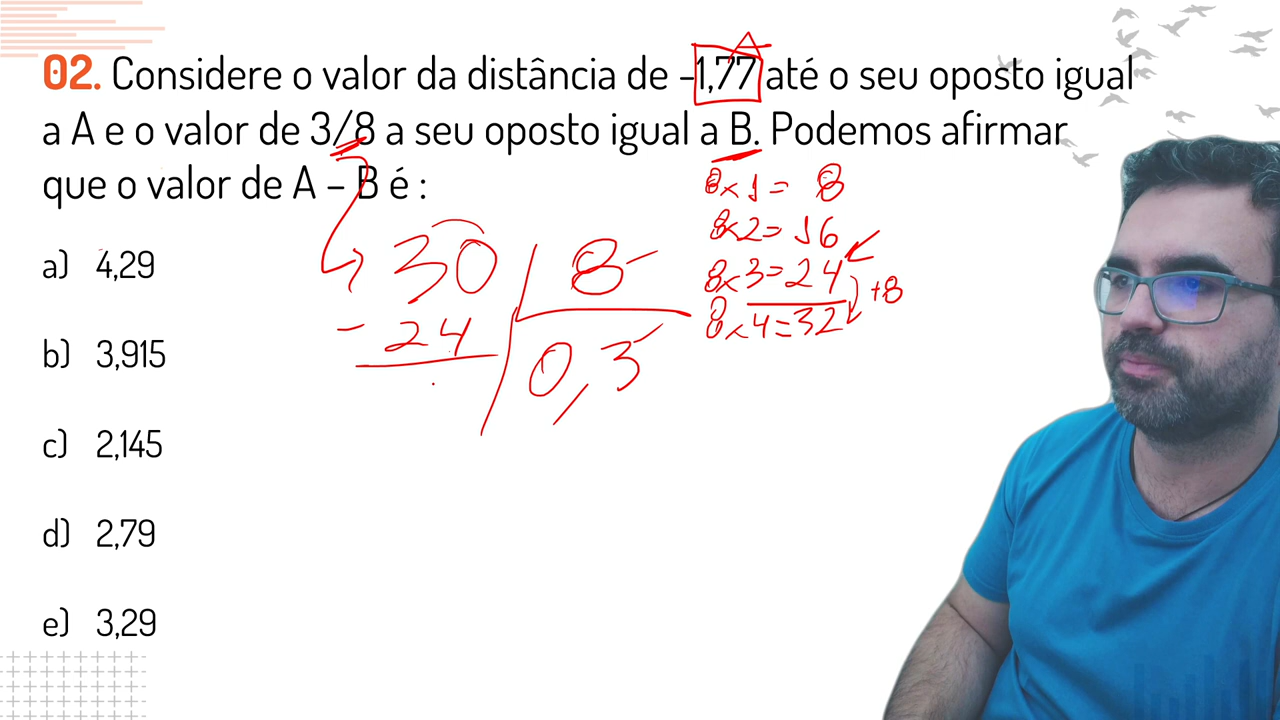 A
02. Considere o valor da distância de -1,77 até o seu oposto igual
a A e o valor de 3/8 a seu oposto igual a B. Podemos afirmar
que o valor de A – B é :
8x1= 8
8x2=16
8x3=24
+8
8x4=32
30 8
- 24 0,3
a) 4,29
b) 3,915
c) 2,145
d) 2,79
e) 3,29